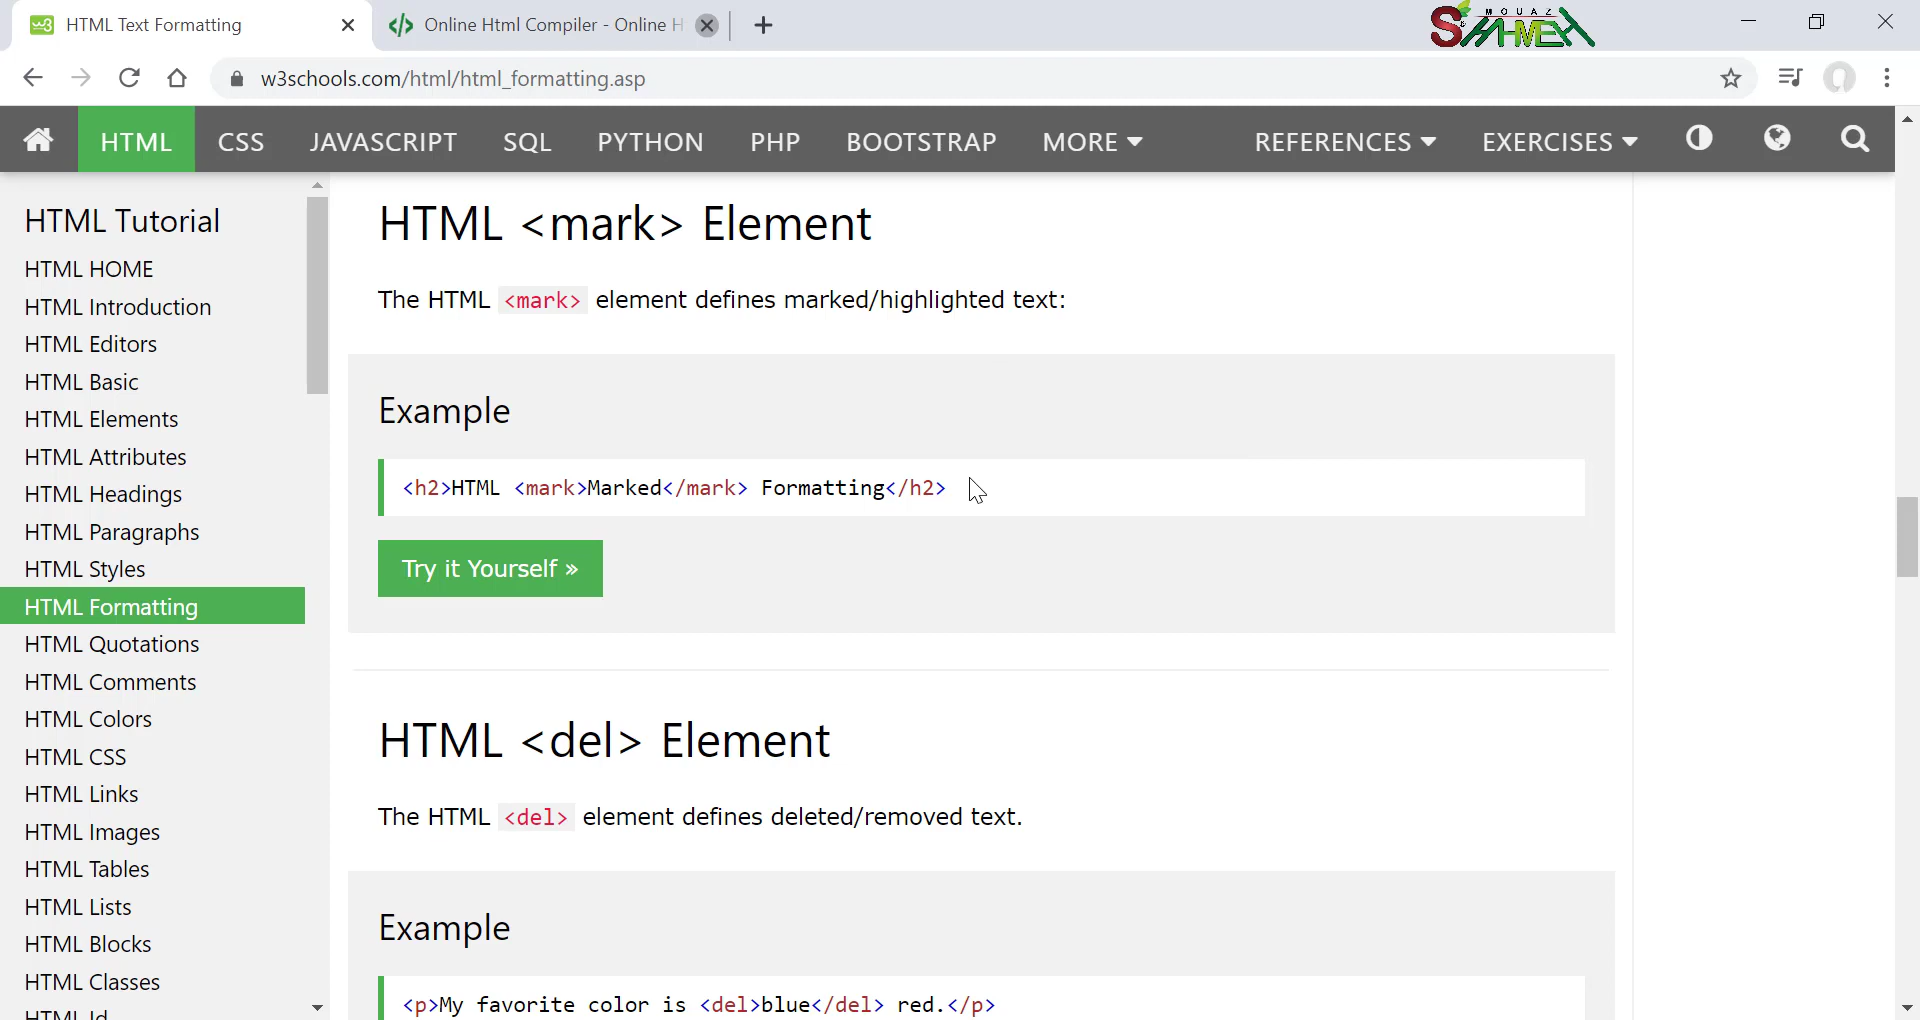 HTML Text Formatting
Online Html Compiler - Online H
MOUAZ
w3schools.com/html/html_formatting.asp
HTML CSS JAVASCRIPT SQL PYTHON PHP BOOTSTRAP MORE REFERENCES EXERCISES
HTML Tutorial
HTML HOME
HTML Introduction
HTML Editors
HTML Basic
HTML Elements
HTML Attributes
HTML Headings
HTML Paragraphs
HTML Styles
HTML Formatting
HTML Quotations
HTML Comments
HTML Colors
HTML CSS
HTML Links
HTML Images
HTML Tables
HTML Lists
HTML Blocks
HTML Classes
HTML Id
HTML <mark> Element
The HTML <mark> element defines marked/highlighted text:
Example
<h2>HTML <mark>Marked</mark> Formatting</h2>
Try it Yourself »
HTML <del> Element
The HTML <del> element defines deleted/removed text.
Example
<p>My favorite color is <del>blue</del> red.</p>